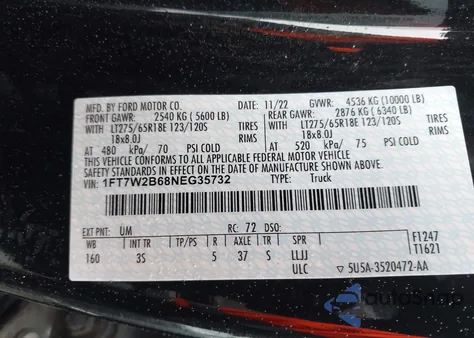 MFD. BY FORD MOTOR CO. 11/22 GVWR: 4536 KG (10000 LB)
FRONT GAWR: 2540 KG (5600 LB) REAR GAWR: 2876 KG (6340 LB)
WITH LT275/65R18E 123/120S TIRES WITH LT275/65R18E 123/120S TIRES
18x8.0J RIMS 18x8.0J RIMS
AT 480 kPa/ 70 PSI COLD AT 520 kPa/ 75 PSI COLD
THIS VEHICLE CONFORMS TO ALL APPLICABLE FEDERAL MOTOR VEHICLE
SAFETY STANDARDS IN EFFECT ON THE DATE OF MANUFACTURE SHOWN ABOVE.
VIN: 1FT7W2B68NEG35732 TYPE: Truck
EXT PNT: UM RC: 72 DSO: F1247
WB INT TR TP/PS R AXLE TR SPR T1621
160 3S 5 37 S LLJJ
ULC ▽ 5U5A-3520472-AA
AutoSnap